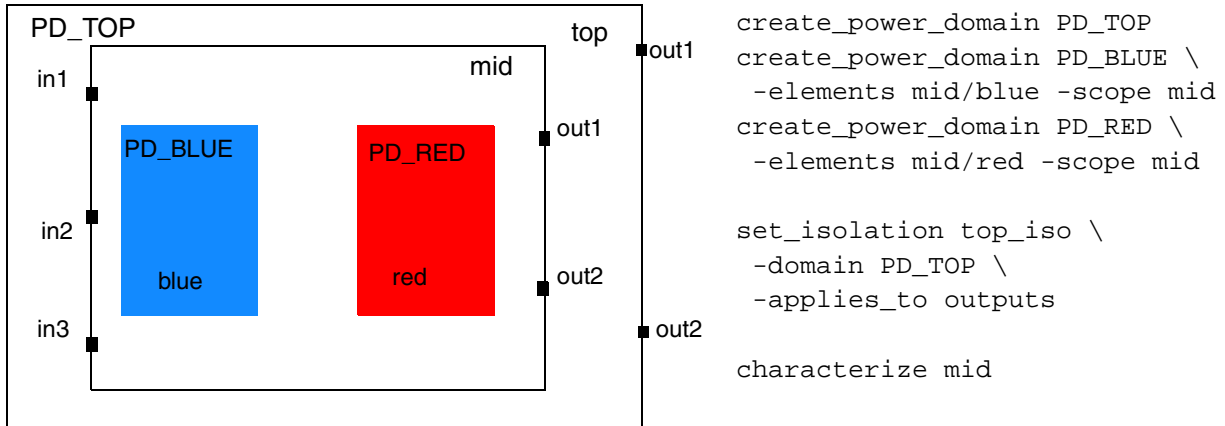 PD_TOP
top
mid
in1
in2
in3
PD_BLUE
blue
PD_RED
red
out1
out2
out1
out2
create_power_domain PD_TOP
create_power_domain PD_BLUE \
-elements mid/blue -scope mid
create_power_domain PD_RED \
-elements mid/red -scope mid
set_isolation top_iso \
-domain PD_TOP \
-applies_to outputs
characterize mid